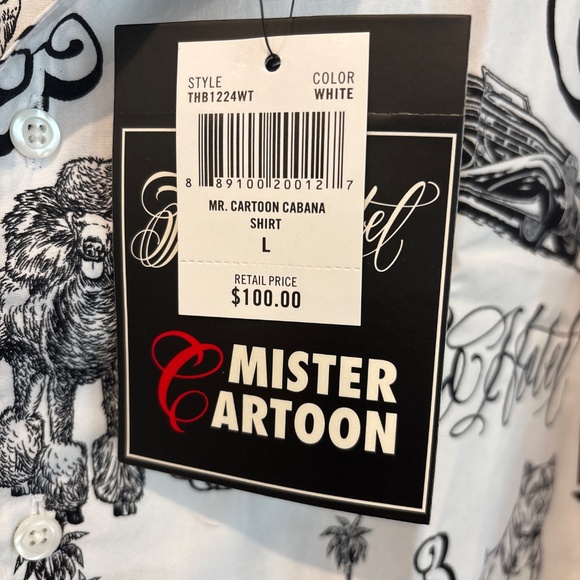 STYLE COLOR
THB1224WT WHITE
8 89100 20012 7
MR. CARTOON CABANA
SHIRT
L
RETAIL PRICE
$100.00
MISTER
CARTOON